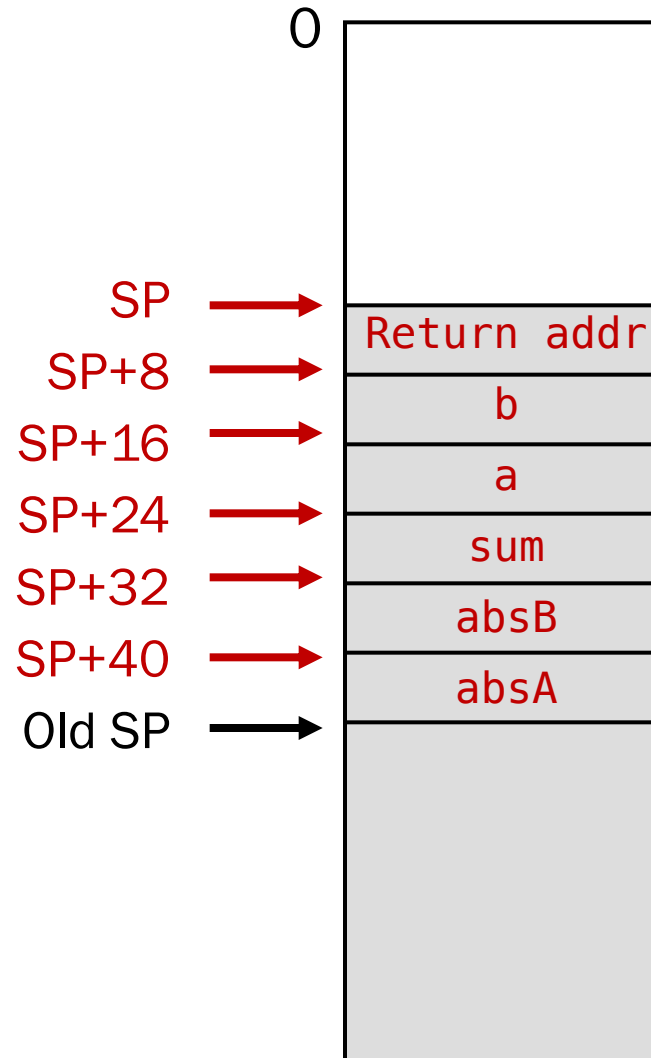 0
SP
Return addr
SP+8
b
SP+16
a
SP+24
sum
SP+32
absB
SP+40
absA
Old SP